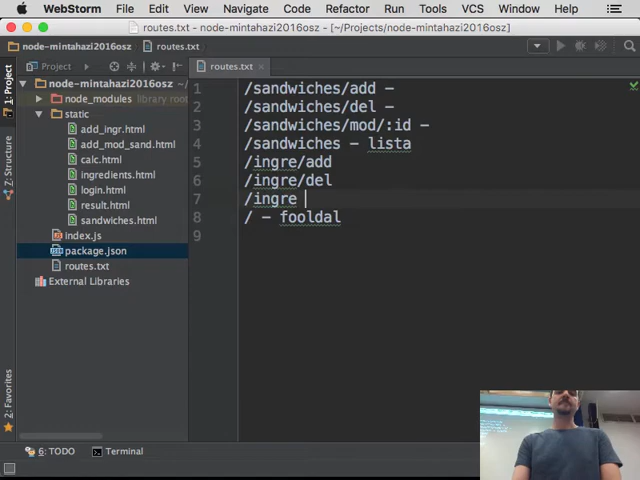 WebStorm File Edit View Navigate Code Refactor Run Tools VCS Window Help
routes.txt - node-mintahazi2016osz - [~/Projects/node-mintahazi2016osz]
node-mintahazi2016osz routes.txt
Project
routes.txt
1: Project
7: Structure
2: Favorites
node-mintahazi2016osz
node_modules library root
static
add_ingr.html
add_mod_sand.html
calc.html
ingredients.html
login.html
result.html
sandwiches.html
index.js
package.json
routes.txt
External Libraries
1 /sandwiches/add -
2 /sandwiches/del -
3 /sandwiches/mod/:id -
4 /sandwiches - lista
5 /ingre/add
6 /ingre/del
7 /ingre
8 / - fooldal
9
6: TODO Terminal